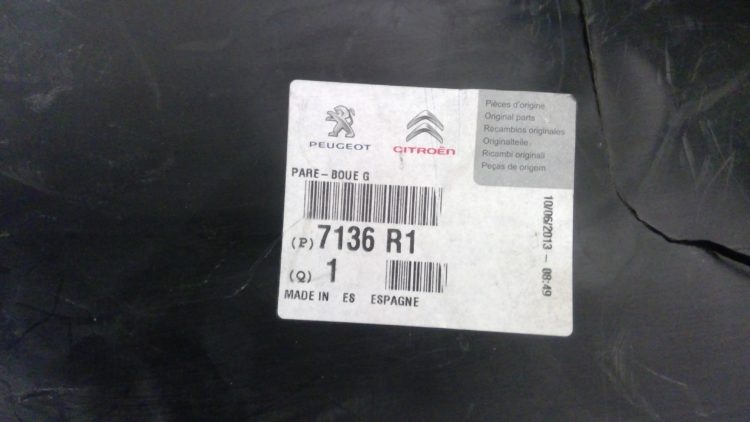 PEUGEOT
CITROËN
Pièces d'origine
Original parts
Recambios originales
Originalteile
Ricambi originali
Peças de origem
PARE-BOUE G
(P) 7136 R1
(Q) 1
MADE IN ES ESPAGNE
10/06/2013 - 08:49